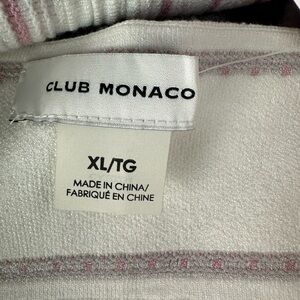 CLUB MONACO
XL/TG
MADE IN CHINA/
FABRIQUÉ EN CHINE